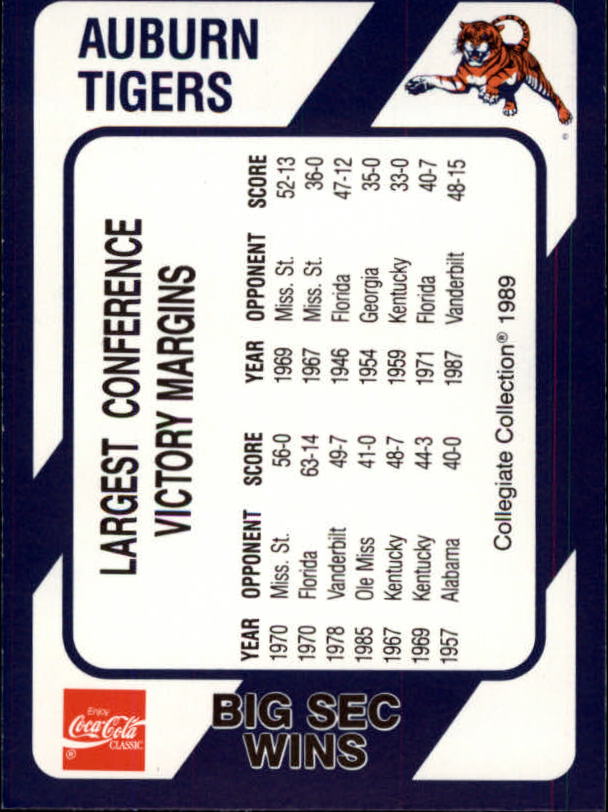 AUBURN
TIGERS
®
LARGEST CONFERENCE
VICTORY MARGINS
YEAR OPPONENT SCORE YEAR OPPONENT SCORE
1970 Miss. St. 56-0 1969 Miss. St. 52-13
1970 Florida 63-14 1967 Miss. St. 36-0
1978 Vanderbilt 49-7 1946 Florida 47-12
1985 Ole Miss 41-0 1954 Georgia 35-0
1967 Kentucky 48-7 1959 Kentucky 33-0
1969 Kentucky 44-3 1971 Florida 40-7
1957 Alabama 40-0 1987 Vanderbilt 48-15
Collegiate Collection® 1989
Enjoy
Coca-Cola
CLASSIC
®
BIG SEC
WINS